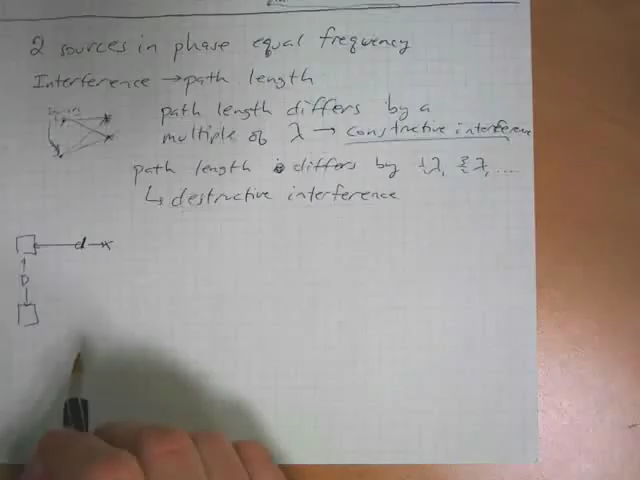 2 sources in phase equal frequency
Interference → path length
path length differs by a
multiple of λ → constructive interference
path length differs by ½λ, 3/2 λ, ....
↳ destructive interference
d
D